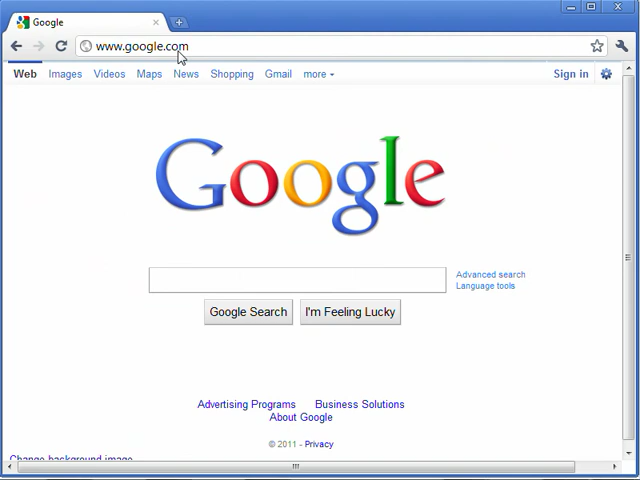 Google
www.google.com
Web Images Videos Maps News Shopping Gmail more Sign in
Google
Advanced search
Language tools
Google Search I'm Feeling Lucky
Advertising Programs Business Solutions
About Google
© 2011 - Privacy
Change background image